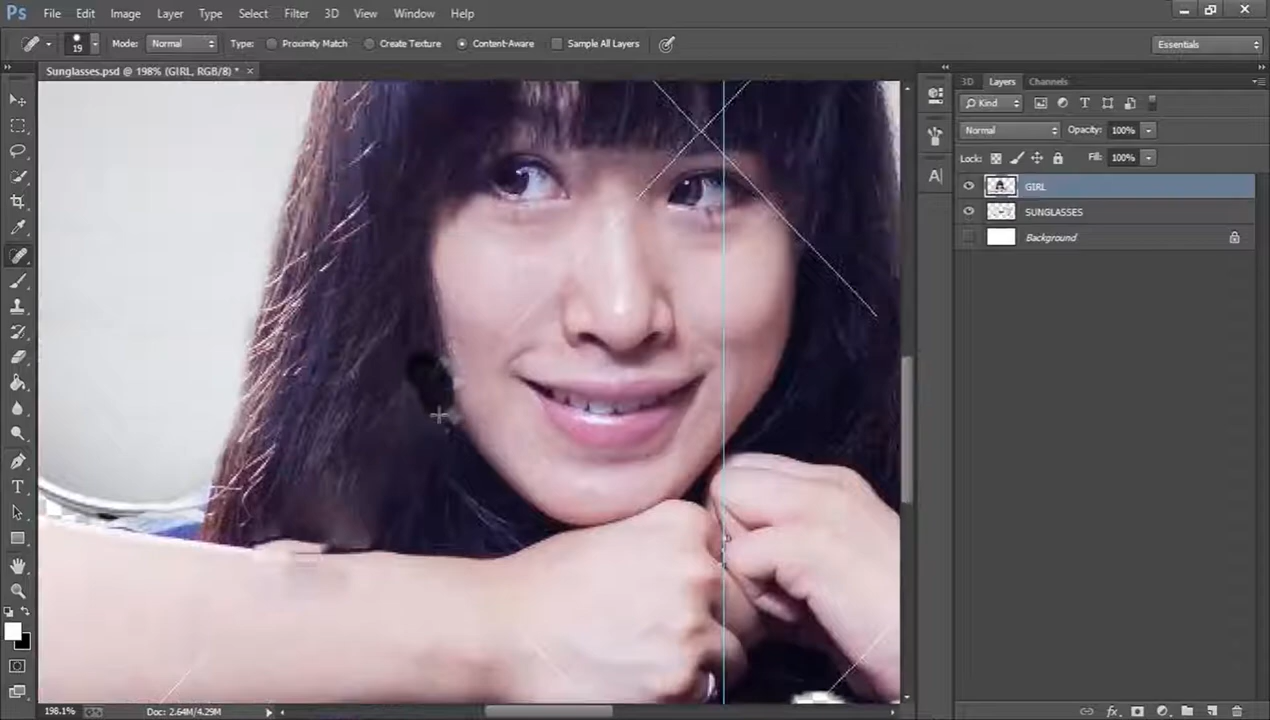 Ps File Edit Image Layer Type Select Filter 3D View Window Help
19 Mode: Normal Type: Proximity Match Create Texture Content-Aware Sample All Layers Essentials
Sunglasses.psd @ 198% (GIRL, RGB/8) * ×
3D Layers Channels
Kind T
Normal Opacity: 100%
Lock: Fill: 100%
A
GIRL
SUNGLASSES
Background
T
198.1% Doc: 2.64M/4.29M
fx